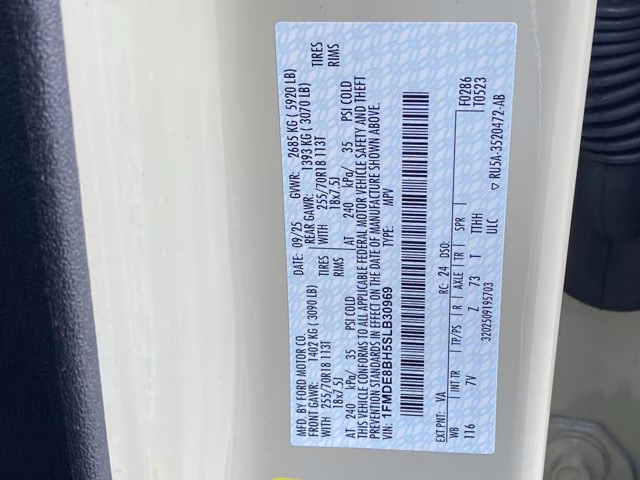 MFD. BY FORD MOTOR CO. 09/25 GVWR: 2685 KG ( 5920 LB)
FRONT GAWR: 1402 KG ( 3090 LB) REAR GAWR: 1393 KG ( 3070 LB)
WITH 255/70R18 113T TIRES WITH 255/70R18 113T TIRES
18x7.5J RIMS 18x7.5J RIMS
AT 240 kPa/ 35 PSI COLD AT 240 kPa/ 35 PSI COLD
THIS VEHICLE CONFORMS TO ALL APPLICABLE FEDERAL MOTOR VEHICLE SAFETY AND THEFT
PREVENTION STANDARDS IN EFFECT ON THE DATE OF MANUFACTURE SHOWN ABOVE.
VIN: 1FMDE8BH5SLB30969 TYPE: MPV
F0286
T0523
EXT PNT: VA RC: 24 DSO:
WB INT TR TP/PS R AXLE TR SPR
116 7V Z 73 T TTHH
ULC
3202509195703 ▽ RU5A-3520472-AB